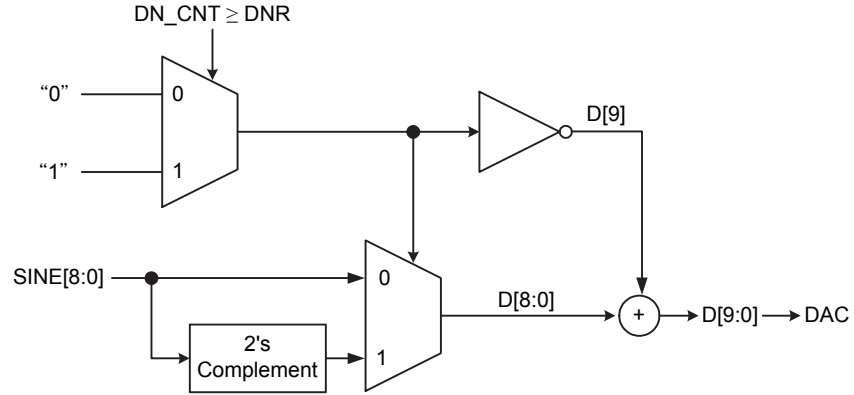 DN_CNT ≥ DNR
“0”
0
“1”
1
D[9]
SINE[8:0]
0
D[8:0]
+
D[9:0]
DAC
2's
Complement
1